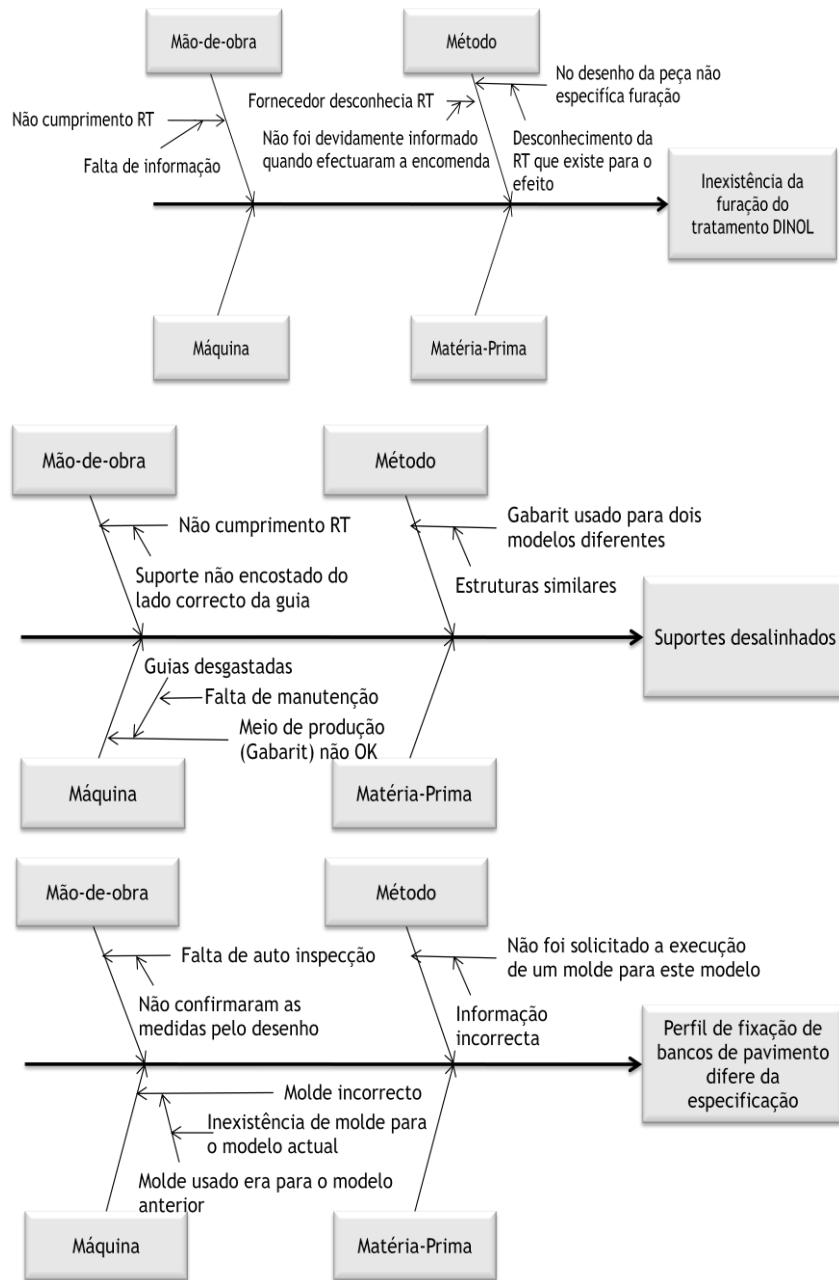 Mão-de-obra
Método
No desenho da peça não
especifíca furação
Fornecedor desconhecia RT
Não cumprimento RT
Não foi devidamente informado
quando efectuaram a encomenda
Desconhecimento da
RT que existe para o
efeito
Falta de informação
Inexistência da
furação do
tratamento DINOL
Máquina
Matéria-Prima
Mão-de-obra
Método
Não cumprimento RT
Gabarit usado para dois
modelos diferentes
Suporte não encostado do
lado correcto da guia
Estruturas similares
Suportes desalinhados
Guias desgastadas
Falta de manutenção
Meio de produção
(Gabarit) não OK
Máquina
Matéria-Prima
Mão-de-obra
Método
Falta de auto inspecção
Não foi solicitado a execução
de um molde para este modelo
Não confirmaram as
medidas pelo desenho
Informação
incorrecta
Perfil de fixação de
bancos de pavimento
difere da
especificação
Molde incorrecto
Inexistência de molde para
o modelo actual
Molde usado era para o modelo
anterior
Máquina
Matéria-Prima